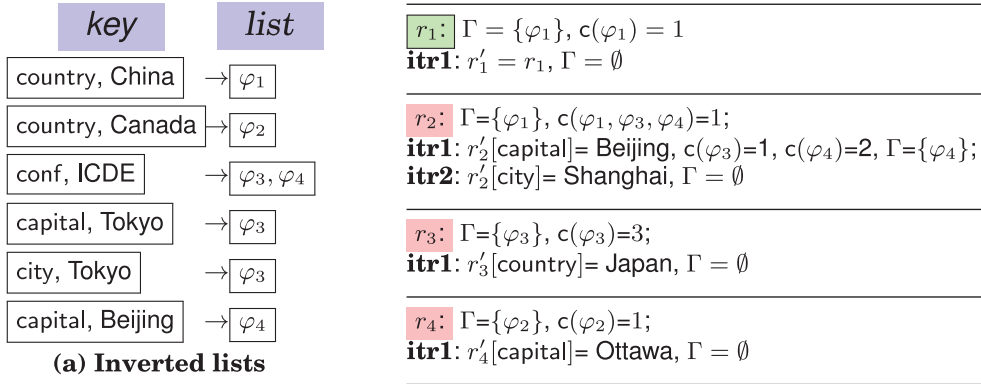 key list
country, China → φ1
country, Canada → φ2
conf, ICDE → φ3, φ4
capital, Tokyo → φ3
city, Tokyo → φ3
capital, Beijing → φ4
(a) Inverted lists
r1: Γ = {φ1}, c(φ1) = 1
itr1: r′1 = r1, Γ = ∅
r2: Γ={φ1}, c(φ1, φ3, φ4)=1;
itr1: r′2[capital]= Beijing, c(φ3)=1, c(φ4)=2, Γ={φ4};
itr2: r′2[city]= Shanghai, Γ = ∅
r3: Γ={φ3}, c(φ3)=3;
itr1: r′3[country]= Japan, Γ = ∅
r4: Γ={φ2}, c(φ2)=1;
itr1: r′4[capital]= Ottawa, Γ = ∅